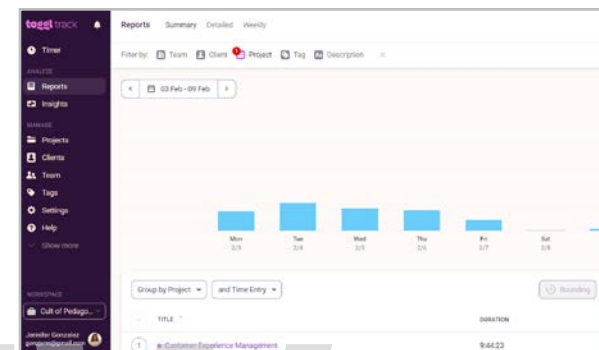 toggl track
Reports Summary Detailed Weekly
Timer
Filter by: Team Client 1 Project Tag Description
ANALYZE
Reports
03 Feb - 09 Feb
Insights
MANAGE
Projects
Clients
Team
Tags
Settings
Help
Show more
Mon Tue Wed Thu Fri Sat
2/3 2/4 2/5 2/6 2/7 2/8
WORKSPACE
Group by Project and Time Entry Rounding
Cult of Pedago...
TITLE DURATION
Jennifer Gonzalez
1 Customer Experience Management 9:44:23